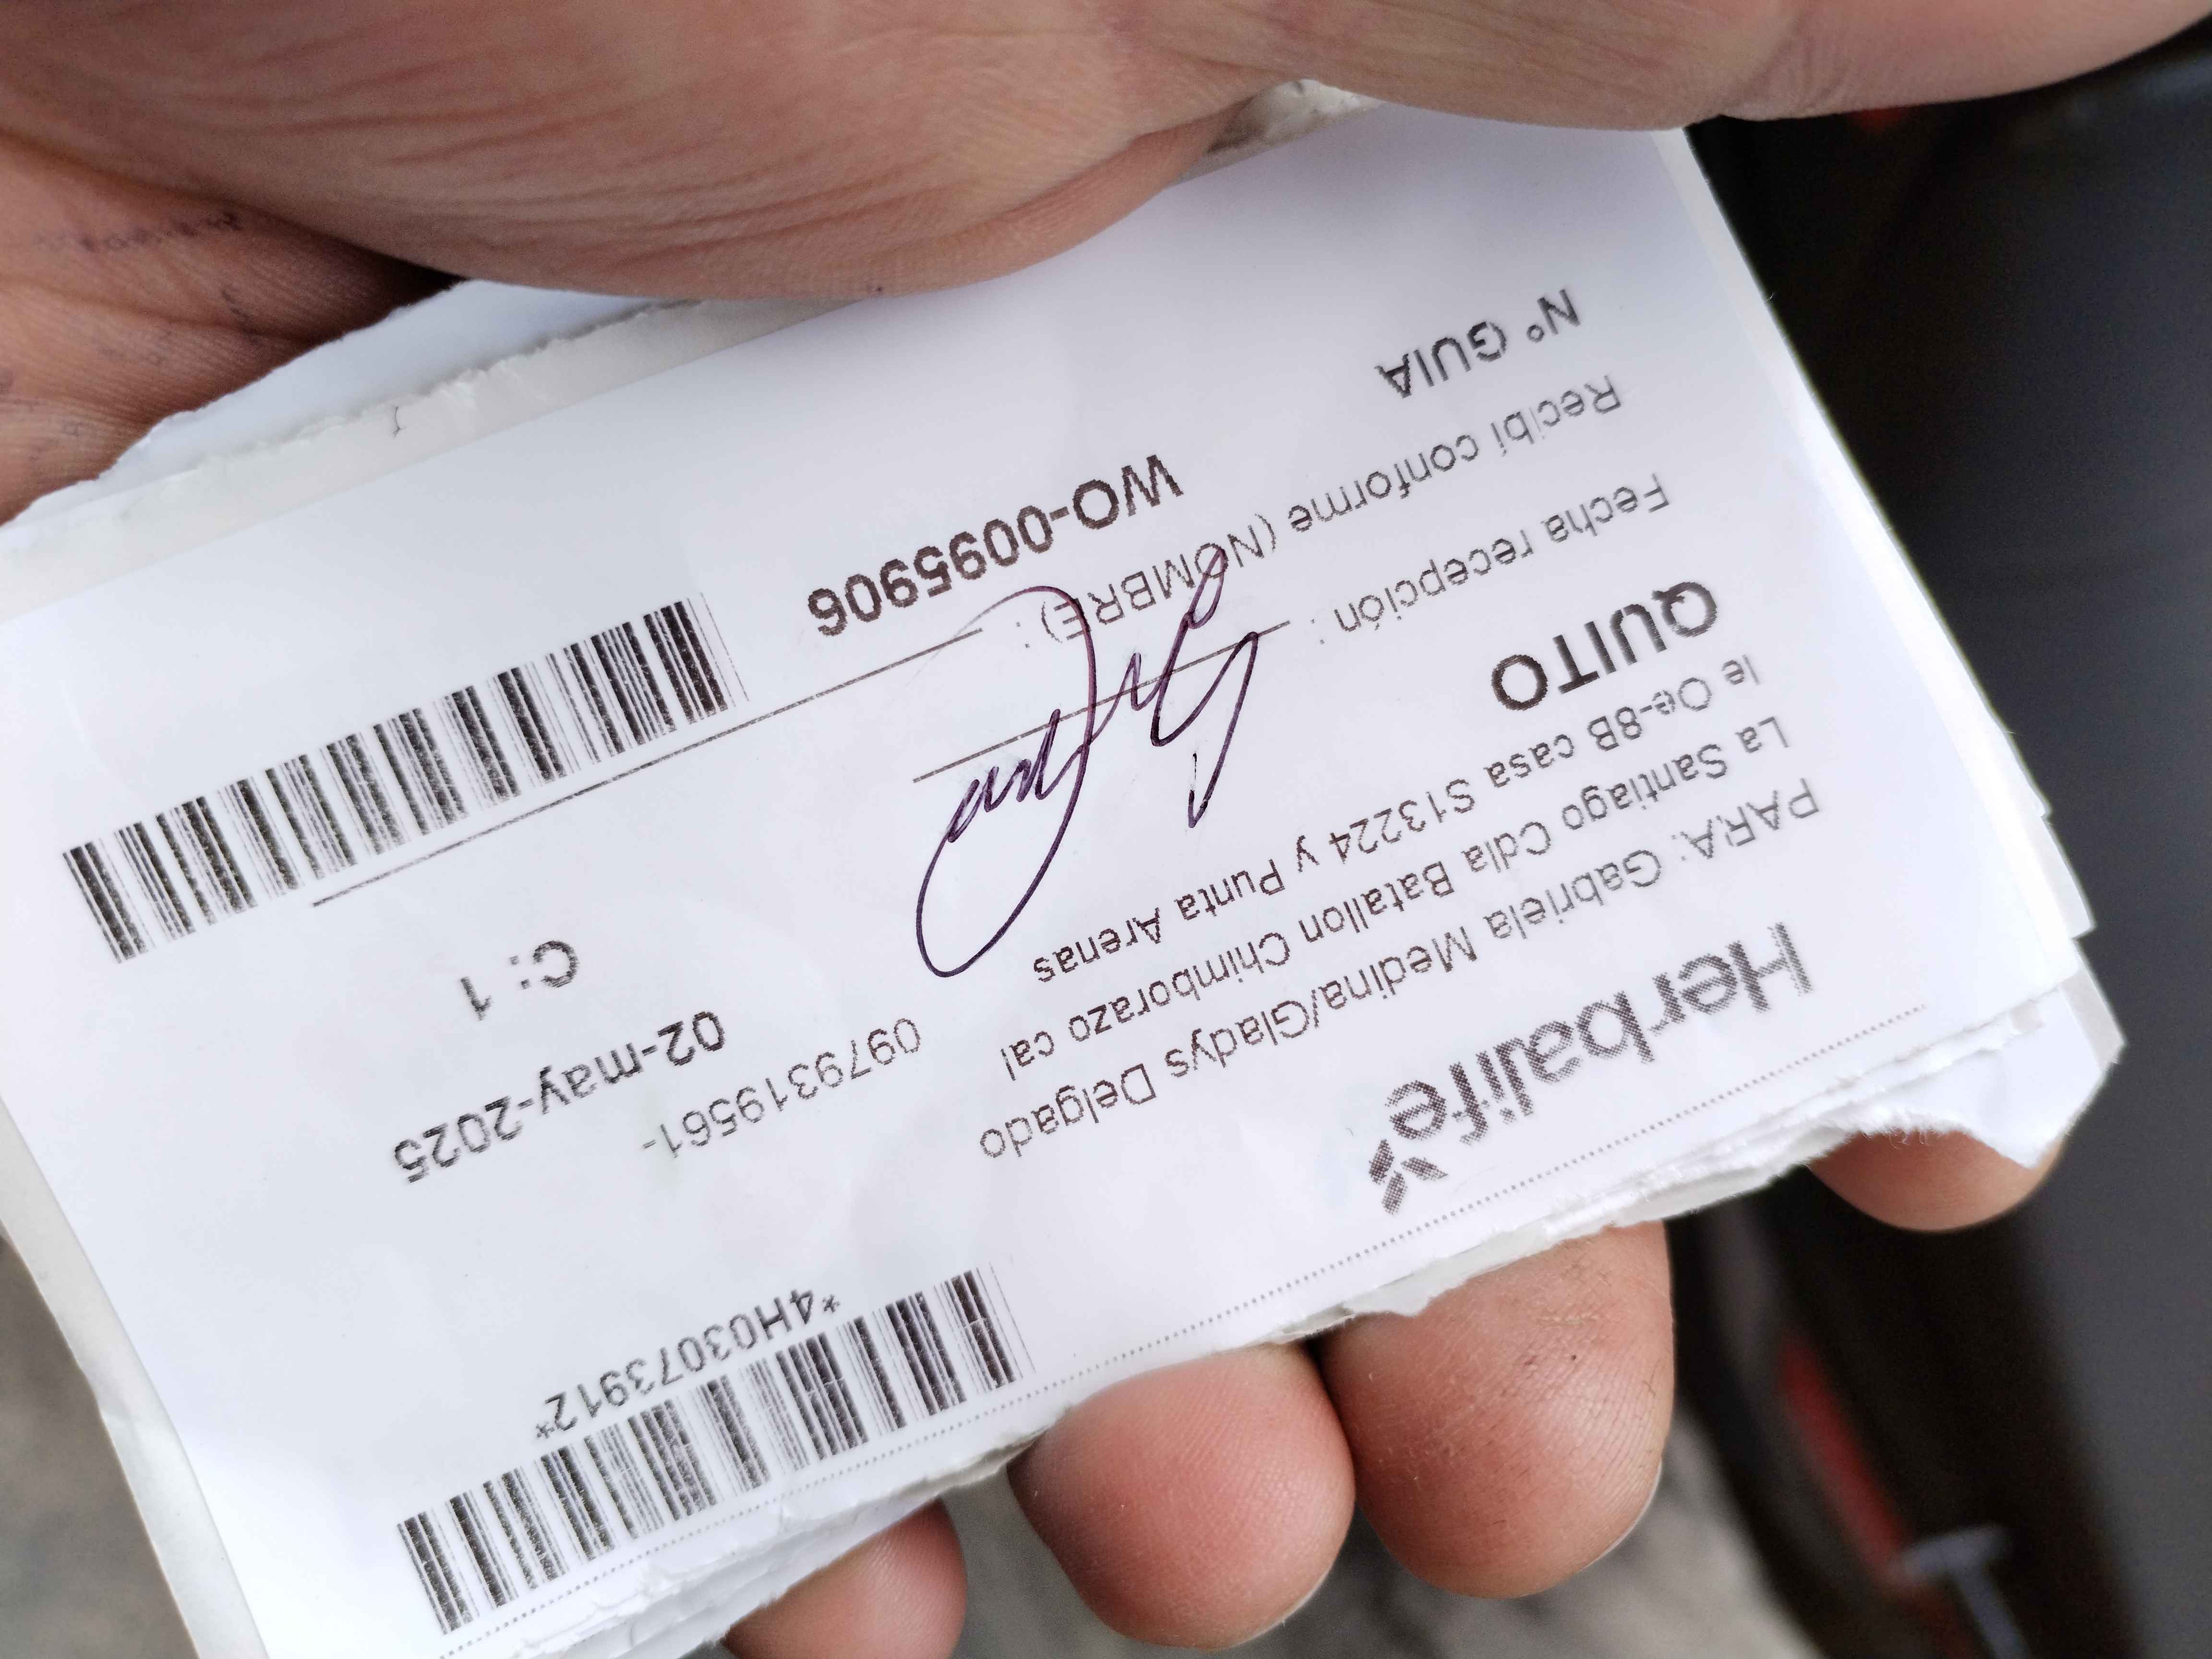 Herbalife
*4H03073912*
PARA: Gabriela Medina/Gladys Delgado
La Santiago Cdla Batallon Chimborazo cal
0979319561-
le Oe-8B casa S13224 y Punta Arenas
02-may-2025
QUITO
C: 1
Fecha recepción :
Recibí conforme (NOMBRE) :
N° GUIA
WO-0095906